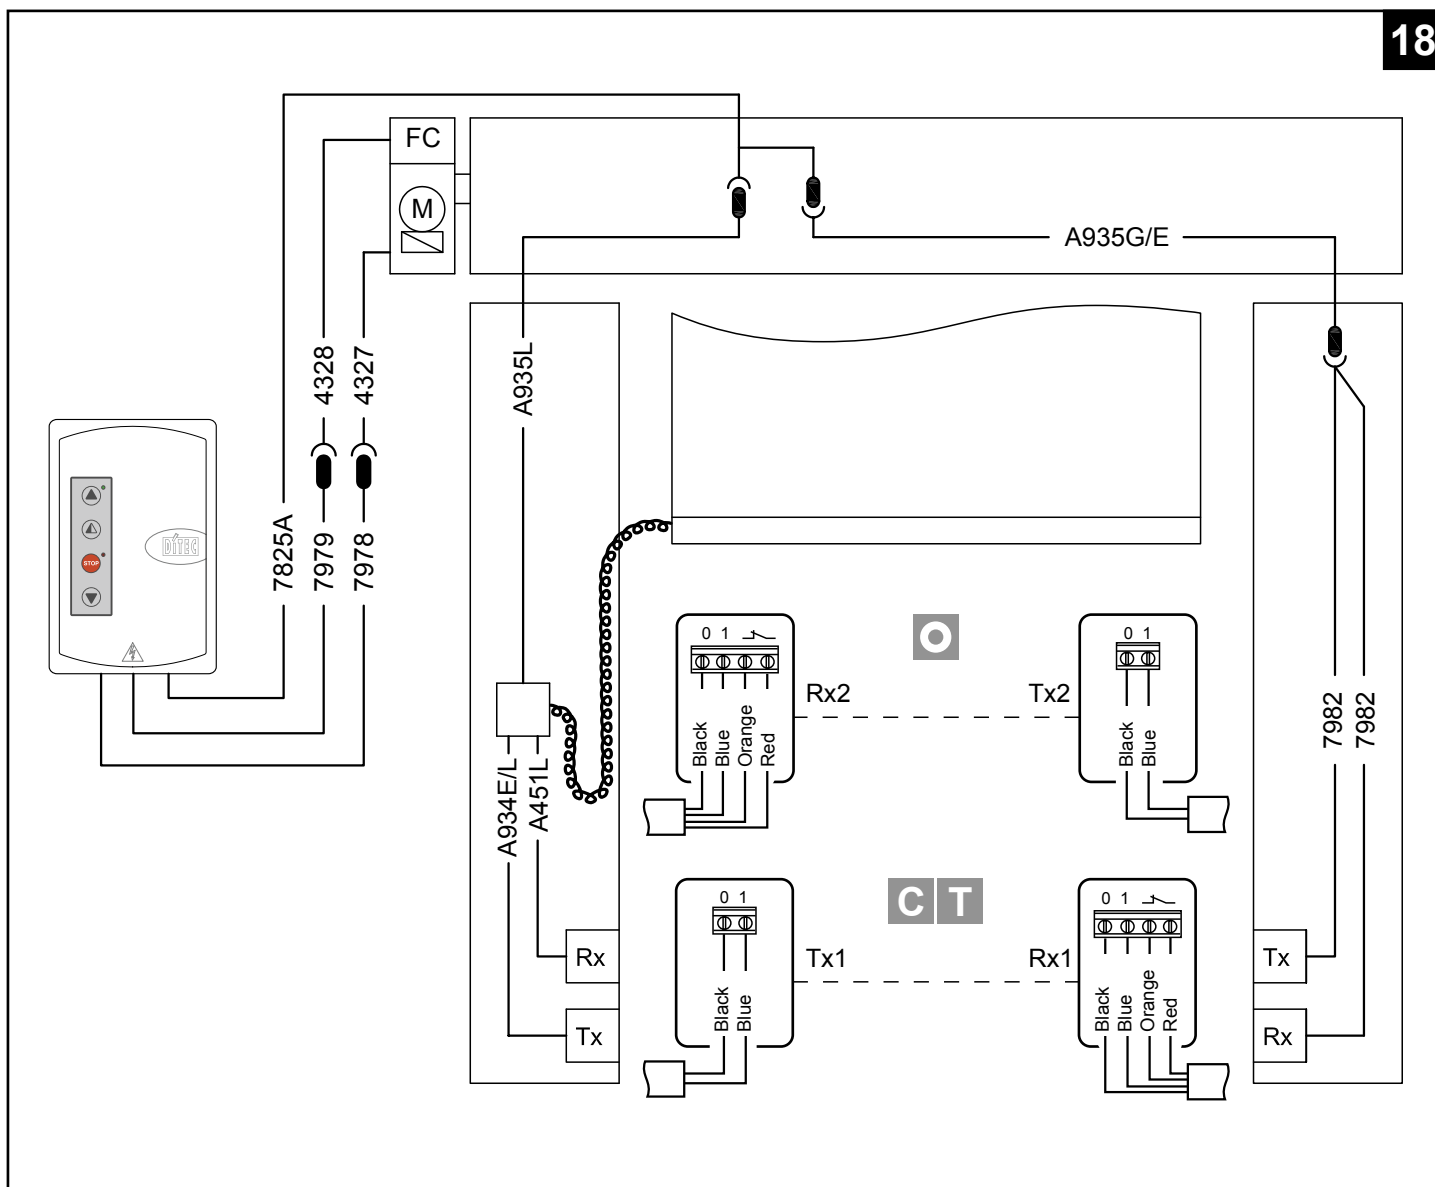 18
FC
M
A935G/E
4328
4327
A935L
7825A
7979
7978
STOP
DITEC
0 1
Rx2
Black
Blue
Orange
Red
O
0 1
Tx2
Black
Blue
7982
7982
A934E/L
A451L
C T
0 1
Tx1
Black
Blue
0 1
Rx1
Black
Blue
Orange
Red
Rx
Tx
Tx
Rx